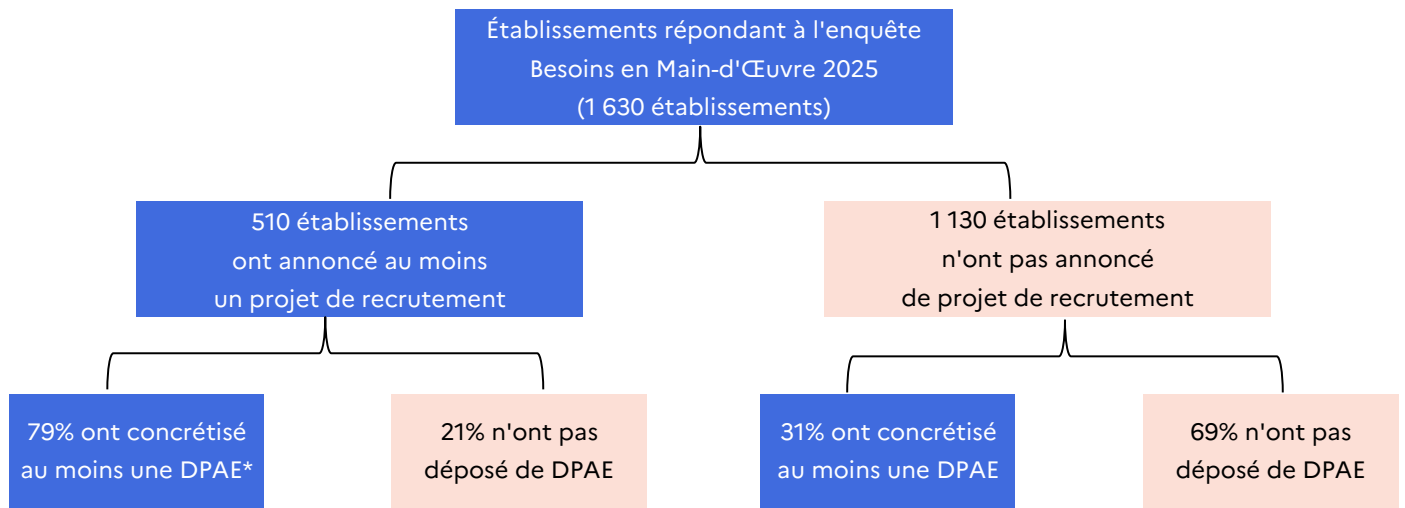 Établissements répondant à l'enquête
Besoins en Main-d'Œuvre 2025
(1 630 établissements)
510 établissements
ont annoncé au moins
un projet de recrutement
1 130 établissements
n'ont pas annoncé
de projet de recrutement
79% ont concrétisé
au moins une DPAE*
21% n'ont pas
déposé de DPAE
31% ont concrétisé
au moins une DPAE
69% n'ont pas
déposé de DPAE